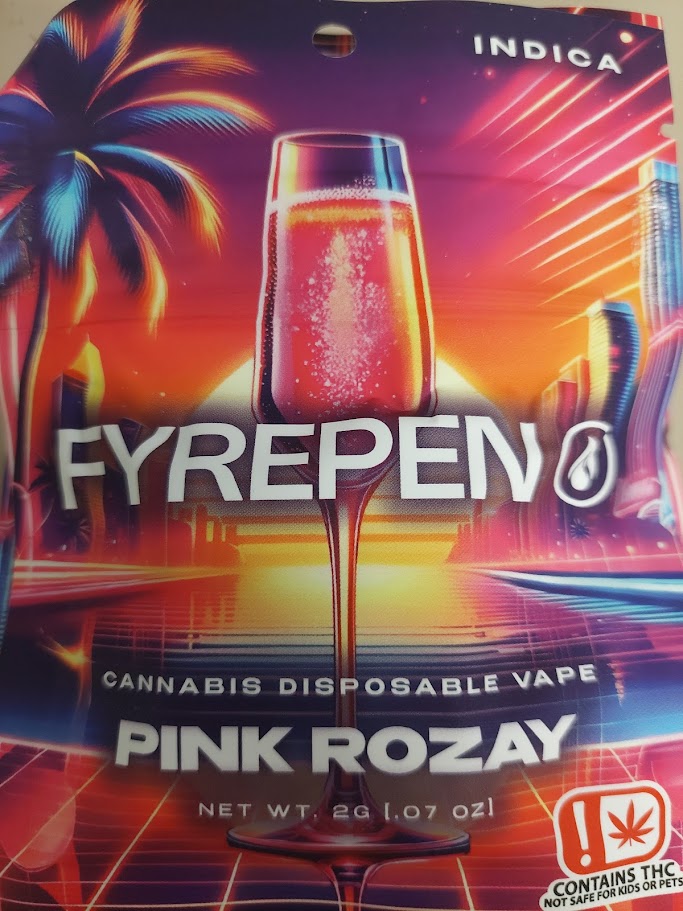 INDICA
FYREPEN
CANNABIS DISPOSABLE VAPE
PINK ROZAY
NET WT. 2G [.07 OZ]
!
CONTAINS THC
NOT SAFE FOR KIDS OR PETS